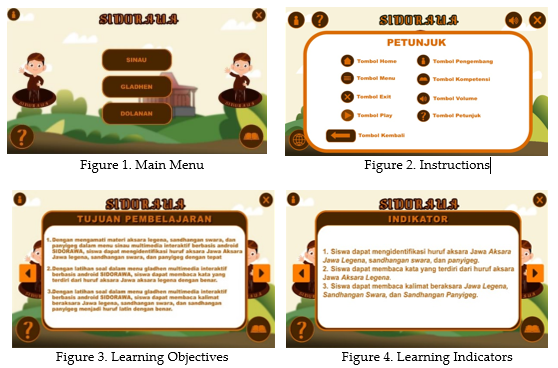 SIDORAWA
SINAU
GLADHEN
DOLANAN
SIDORAWA
SIDORAWA
Figure 1. Main Menu
SIDORAWA
PETUNJUK
Tombol Home
Tombol Menu
Tombol Exit
Tombol Play
Tombol Kembali
Tombol Pengembang
Tombol Kompetensi
Tombol Volume
Tombol Petunjuk
Figure 2. Instructions
SIDORAWA
TUJUAN PEMBELAJARAN
1. Dengan mengamati materi aksara legena, sandhangan swara, dan
panyigeg dalam menu sinau multimedia interaktif berbasis android
SIDORAWA, siswa dapat mengidentifikasi huruf aksara Jawa Aksara
Jawa legena, sandhangan swara, dan panyigeg dengan tepat
2.Dengan latihan soal dalam menu gladhen multimedia interaktif
berbasis android SIDORAWA, siswa dapat membaca kata yang
terdiri dari huruf aksara Jawa aksara legena dengan benar.
3.Dengan latihan soal dalam menu gladhen multimedia interaktif
berbasis android SIDORAWA, siswa dapat membaca kalimat
beraksara Jawa legena, sandhangan swara, dan sandhangan
panyigeg menjadi huruf latin dengan benar.
Figure 3. Learning Objectives
SIDORAWA
INDIKATOR
1. Siswa dapat mengidentifikasi huruf aksara Jawa Aksara
Jawa Legena, sandhangan swara, dan panyigeg.
2. Siswa dapat membaca kata yang terdiri dari huruf aksara
Jawa Aksara Legena.
3. Siswa dapat membaca kalimat beraksara Jawa Legena,
Sandhangan Swara, dan Sandhangan Panyigeg.
Figure 4. Learning Indicators